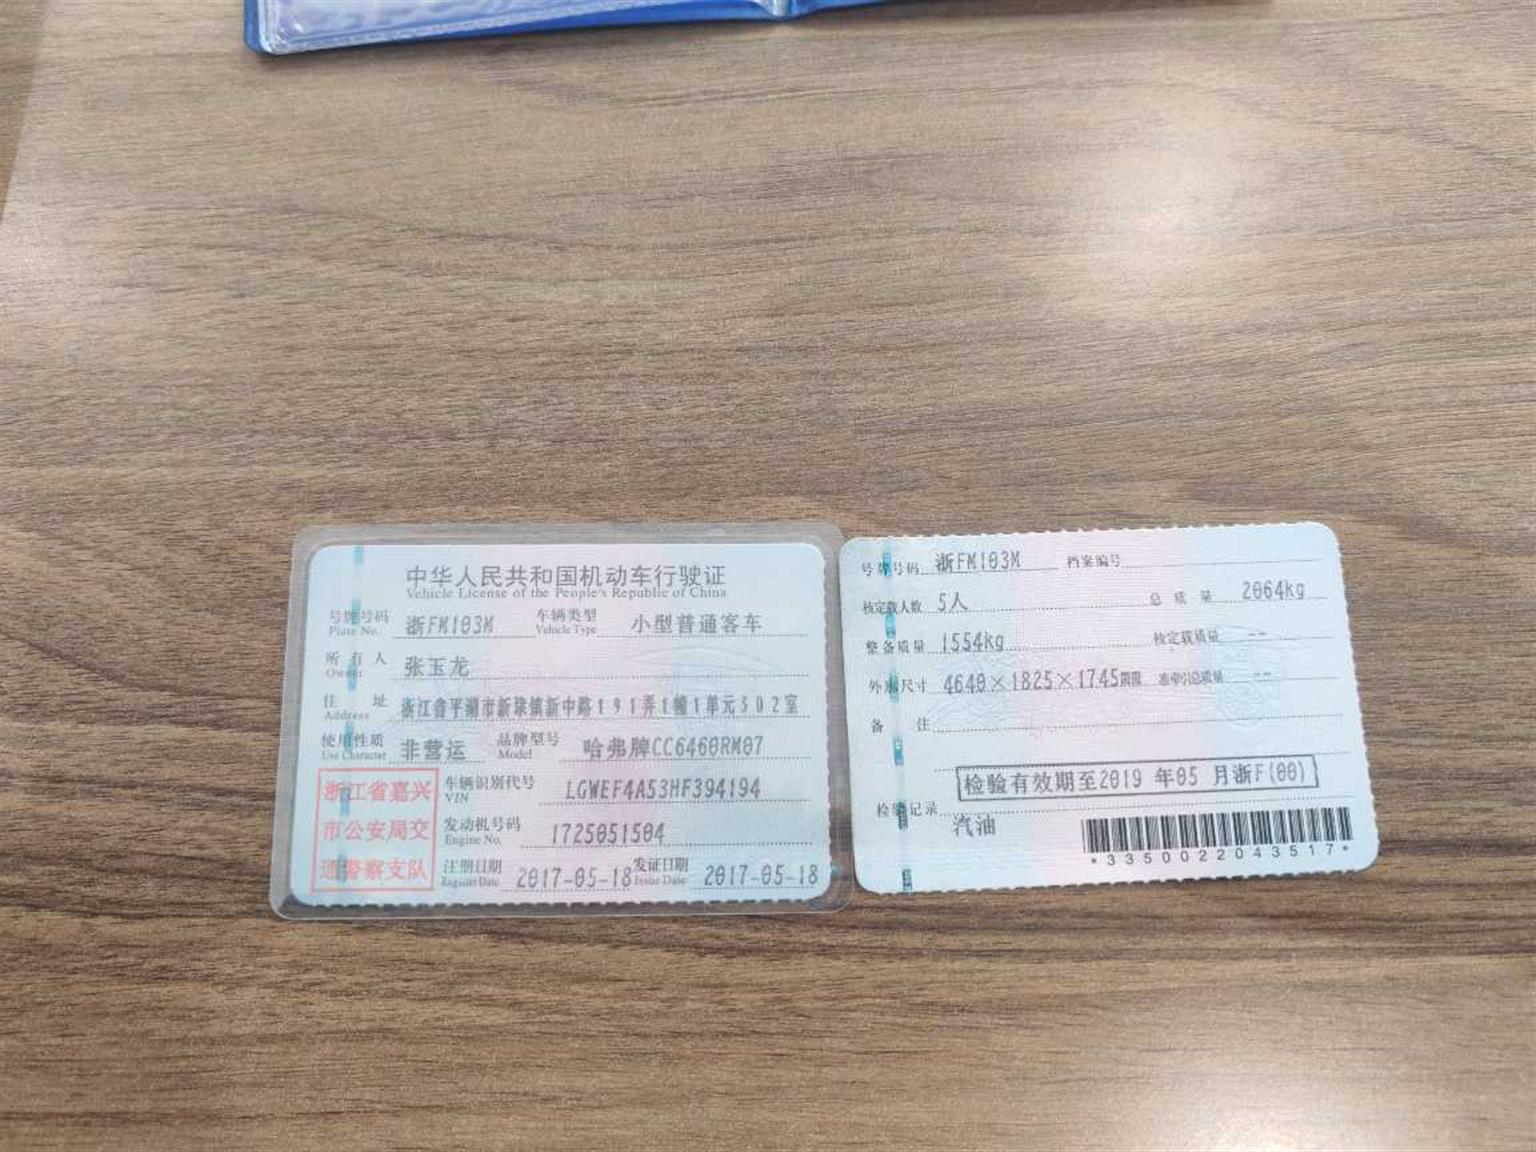 中华人民共和国机动车行驶证
Vehicle License of the People's Republic of China
号牌号码 浙FM103M 车辆类型 小型普通客车
Plate No. Vehicle Type
所有人 张玉龙
Owner
住址 浙江省平湖市新埭镇新中路191弄1幢1单元302室
Address
使用性质 非营运 品牌型号 哈弗牌CC6460RM07
Use Character Model
浙江省嘉兴
市公安局交
通警察支队
车辆识别代号 LGWEF4A53HF394194
VIN
发动机号码 1725051504
Engine No.
注册日期 2017-05-18 发证日期 2017-05-18
Register Date Issue Date
号牌号码 浙FM103M 档案编号
核定载人数 5人 总质量 2064kg
整备质量 1554kg 核定载质量 --
外廓尺寸 4640×1825×1745mm 准牵引总质量 --
备注
检验有效期至2019 年05 月浙F(00)
检验记录
汽油
*3350022043517*